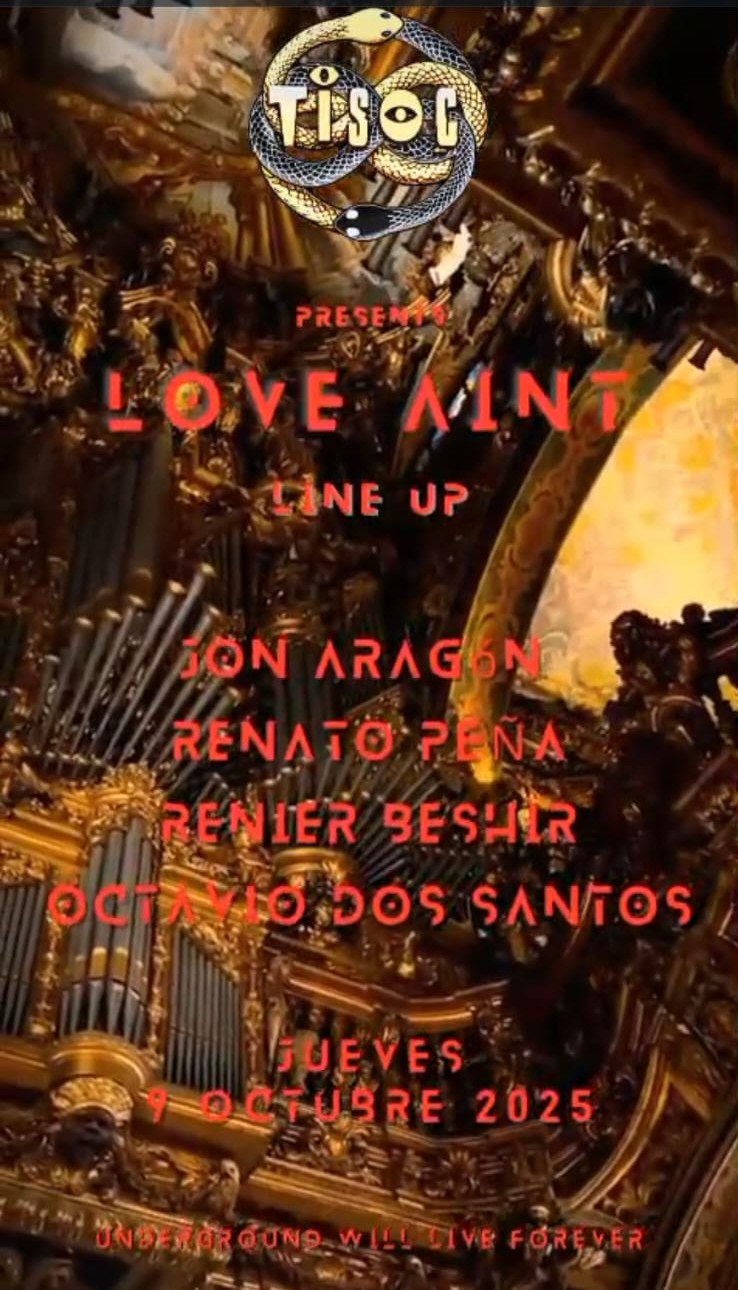 TISOC
PRESENTS
LOVE AINT
LINE UP
JON ARAGóN
RENATO PEÑA
RENIER BESHIR
OCTAVIO DOS SANTOS
JUEVES
9 OCTUBRE 2025
UNDERGROUND WILL LIVE FOREVER